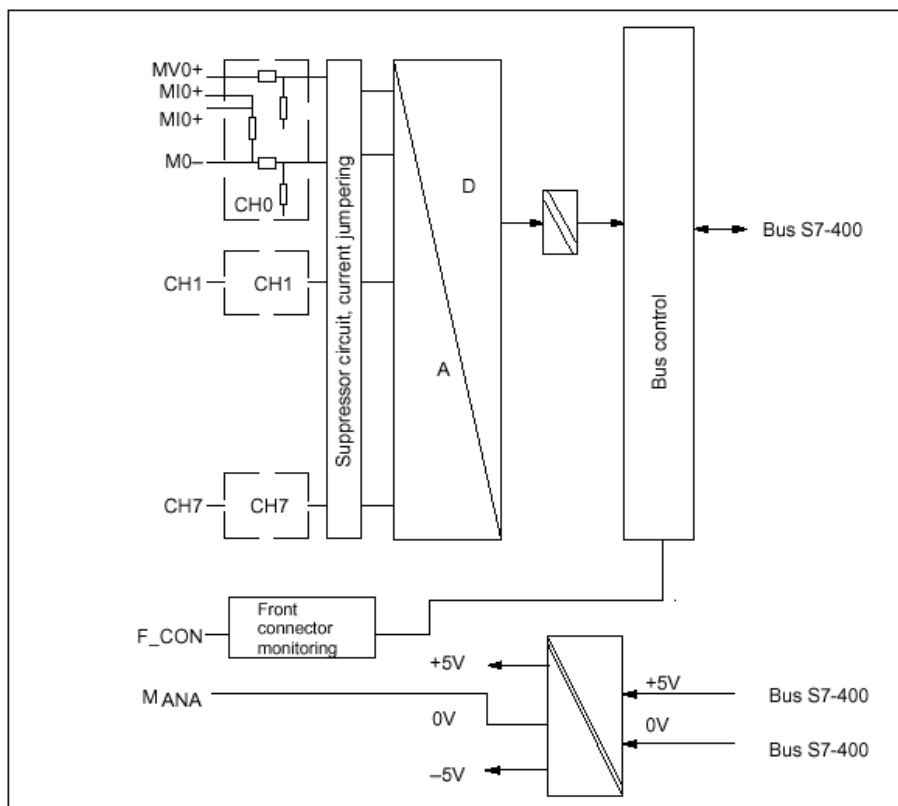 MV0+
MI0+
MI0+
M0–
CH0
CH1
CH1
CH7
CH7
Suppressor circuit, current jumpering
D
A
Bus control
Bus S7-400
F_CON
Front
connector
monitoring
MANA
+5V
0V
–5V
+5V
0V
Bus S7-400
Bus S7-400